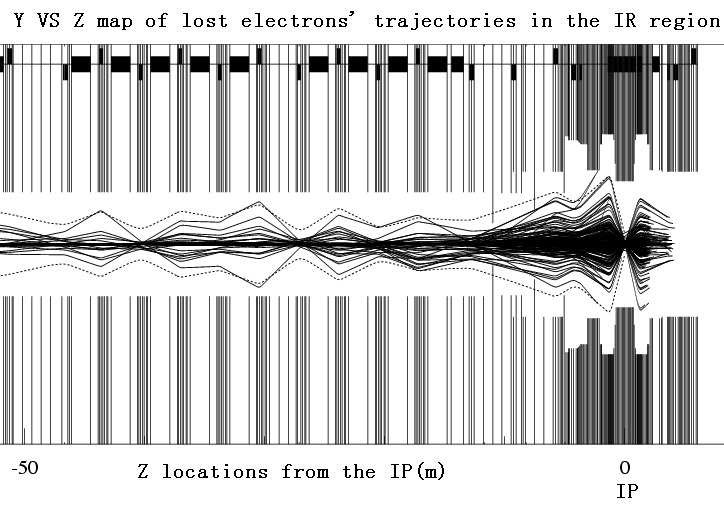 Y VS Z map of lost electrons' trajectories in the IR region
-50
Z locations from the IP(m)
0
IP